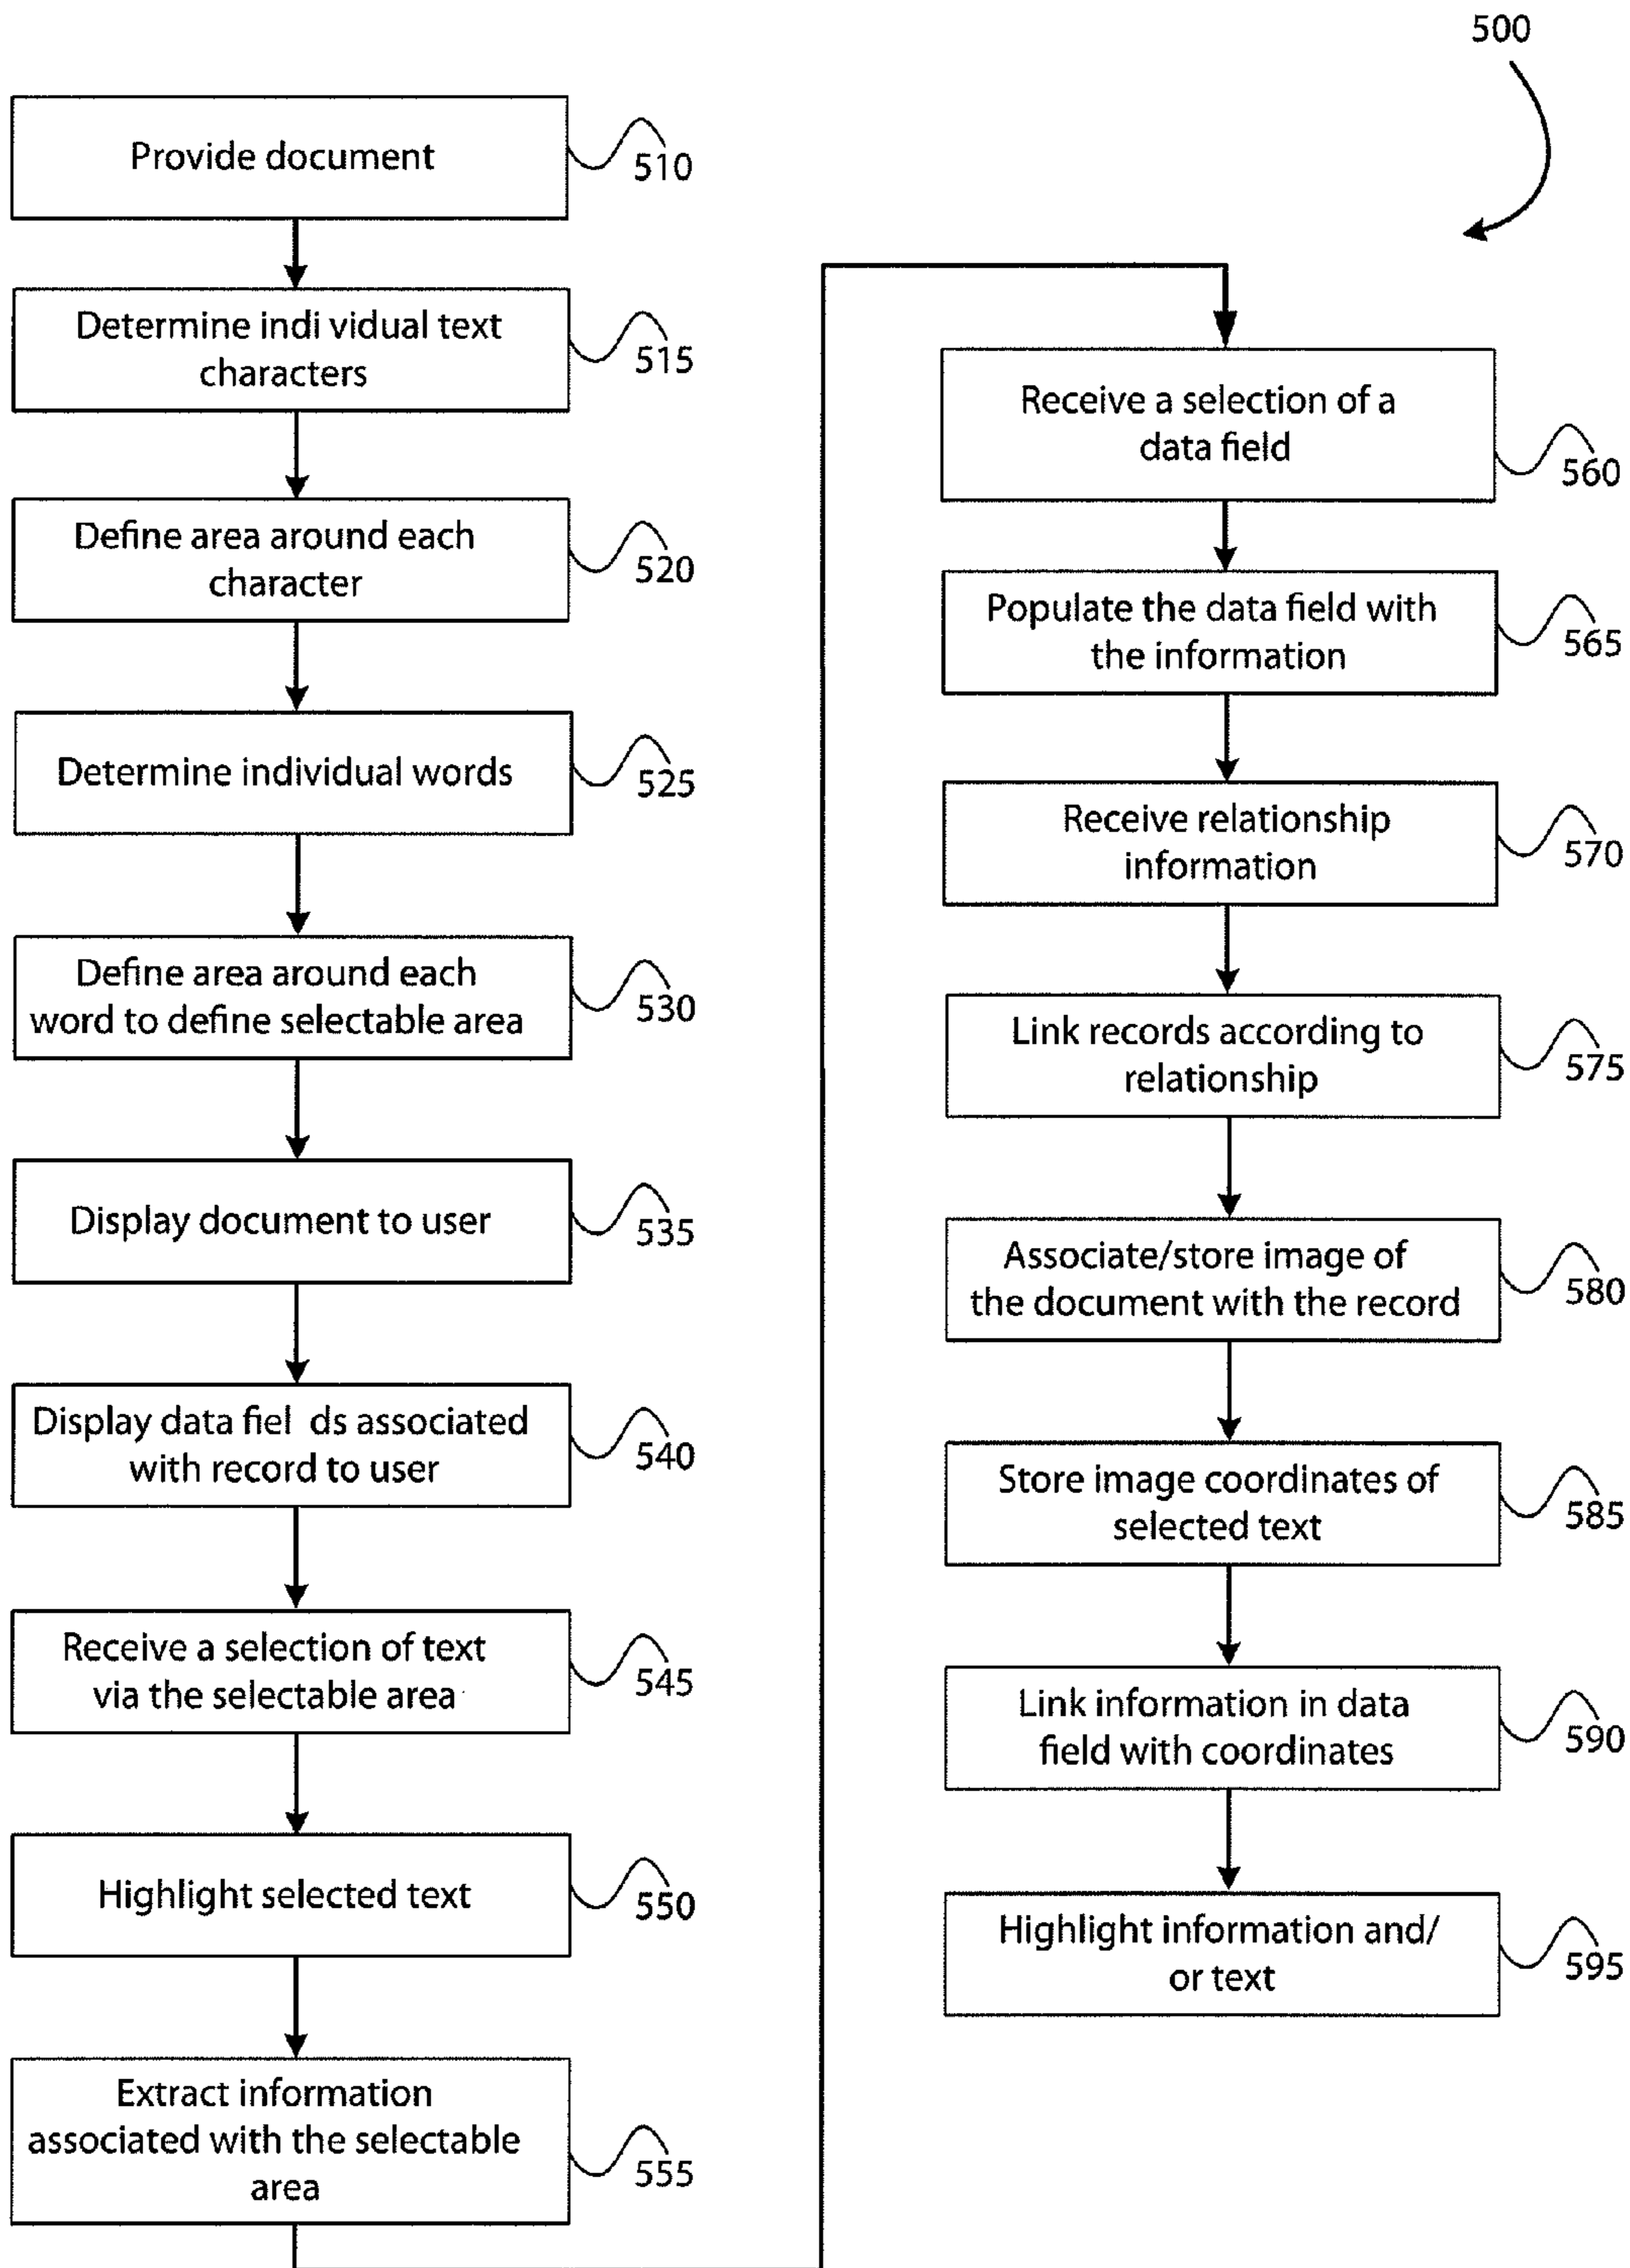 500
Provide document
510
Determine indi vidual text
characters
515
Define area around each
character
520
Determine individual words
525
Define area around each
word to define selectable area
530
Display document to user
535
Display data fiel ds associated
with record to user
540
Receive a selection of text
via the selectable area
545
Highlight selected text
550
Extract information
associated with the selectable
area
555
Receive a selection of a
data field
560
Populate the data field with
the information
565
Receive relationship
information
570
Link records according to
relationship
575
Associate/store image of
the document with the record
580
Store image coordinates of
selected text
585
Link information in data
field with coordinates
590
Highlight information and/
or text
595